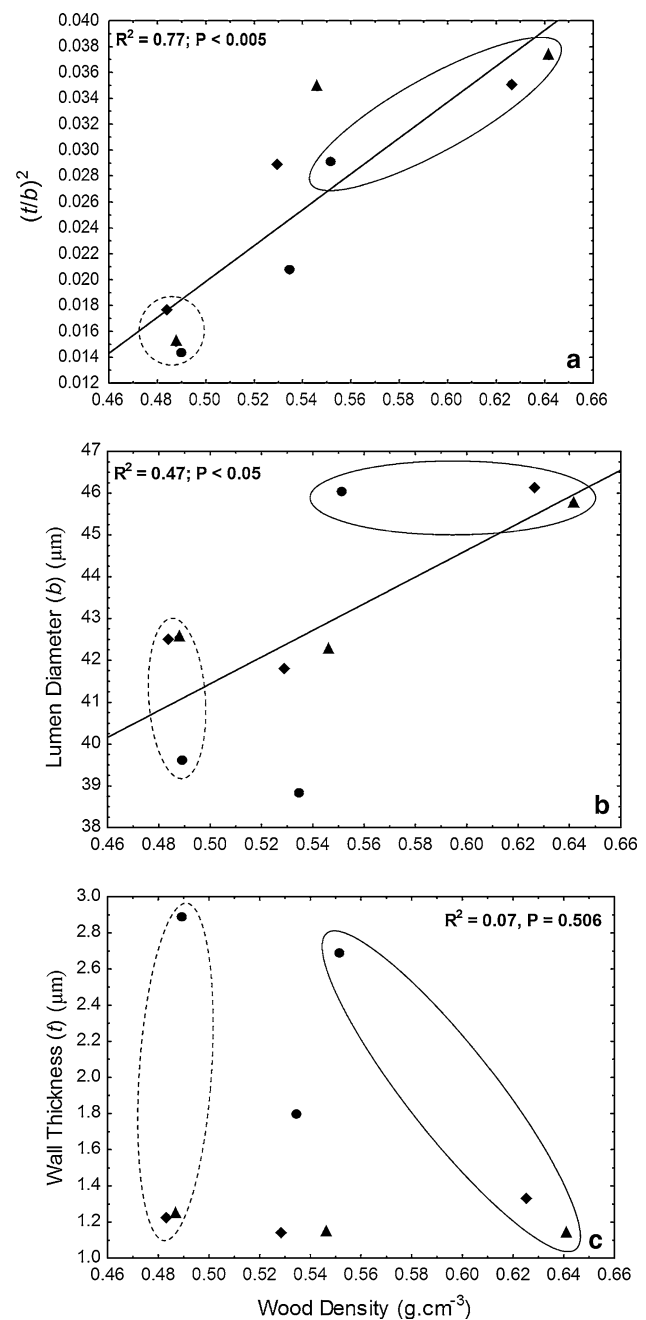 R² = 0.77; P < 0.005
0.040
0.038
0.036
0.034
0.032
0.030
0.028
0.026
0.024
0.022
0.020
0.018
0.016
0.014
0.012
(t/b)²
a
0.46 0.48 0.50 0.52 0.54 0.56 0.58 0.60 0.62 0.64 0.66
R² = 0.47; P < 0.05
47
46
45
44
43
42
41
40
39
38
Lumen Diameter (b) (μm)
b
0.46 0.48 0.50 0.52 0.54 0.56 0.58 0.60 0.62 0.64 0.66
R² = 0.07, P = 0.506
3.0
2.8
2.6
2.4
2.2
2.0
1.8
1.6
1.4
1.2
1.0
Wall Thickness (t) (μm)
c
0.46 0.48 0.50 0.52 0.54 0.56 0.58 0.60 0.62 0.64 0.66
Wood Density (g.cm⁻³)